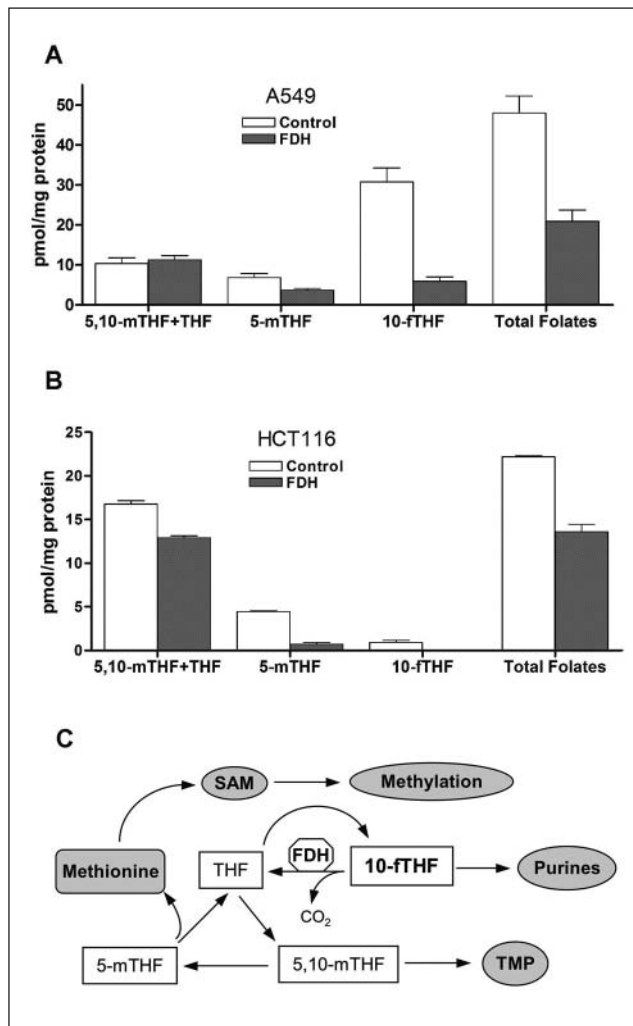 A
A549
Control
FDH
pmol/mg protein
50
40
30
20
10
0
5,10-mTHF+THF 5-mTHF 10-fTHF Total Folates
B
HCT116
Control
FDH
pmol/mg protein
25
20
15
10
5
0
5,10-mTHF+THF 5-mTHF 10-fTHF Total Folates
C
SAM Methylation
Methionine THF FDH 10-fTHF Purines
CO₂
5-mTHF 5,10-mTHF TMP